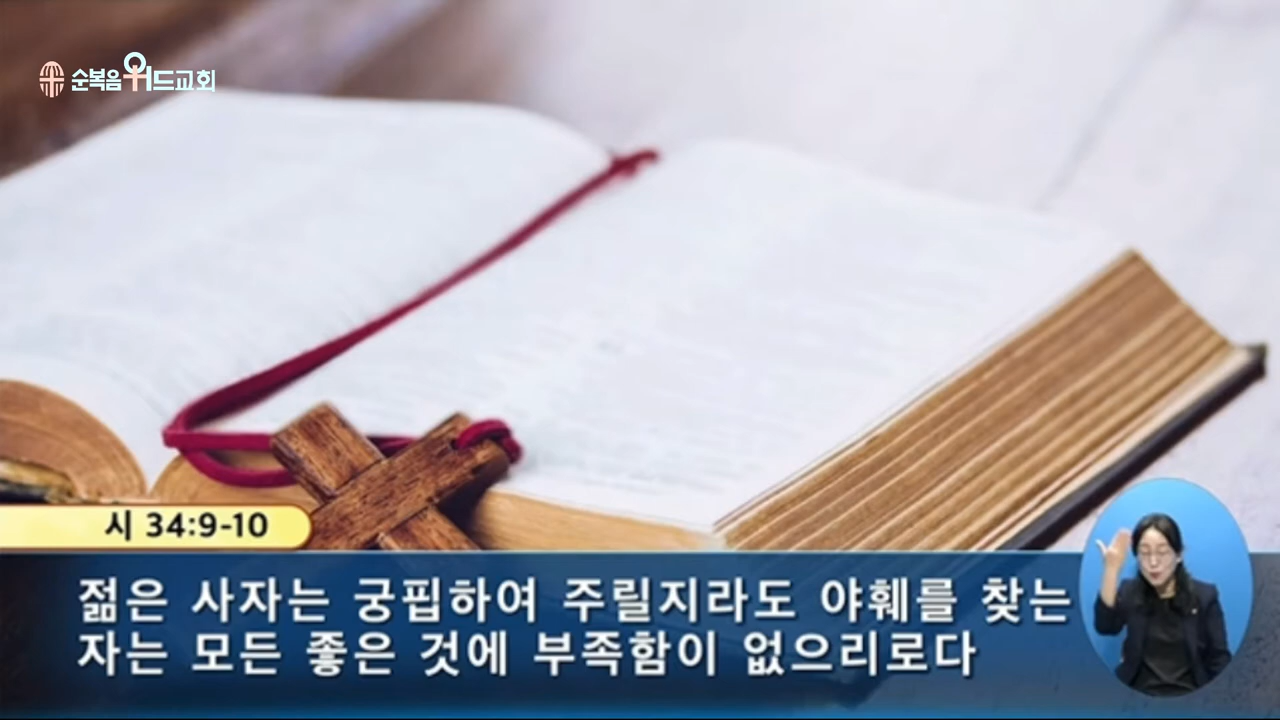 순복음위드교회
시 34:9-10
젊은 사자는 궁핍하여 주릴지라도 야훼를 찾는
자는 모든 좋은 것에 부족함이 없으리로다